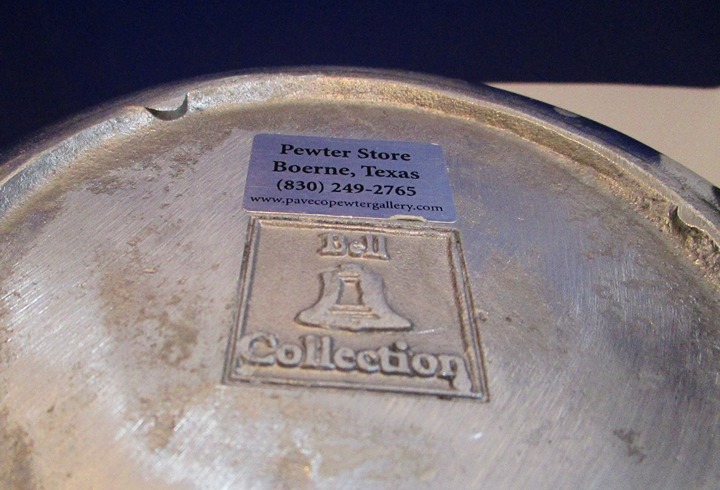 Pewter Store
Boerne, Texas
(830) 249-2765
www.pavecopewtergallery.com
Bell
Collection